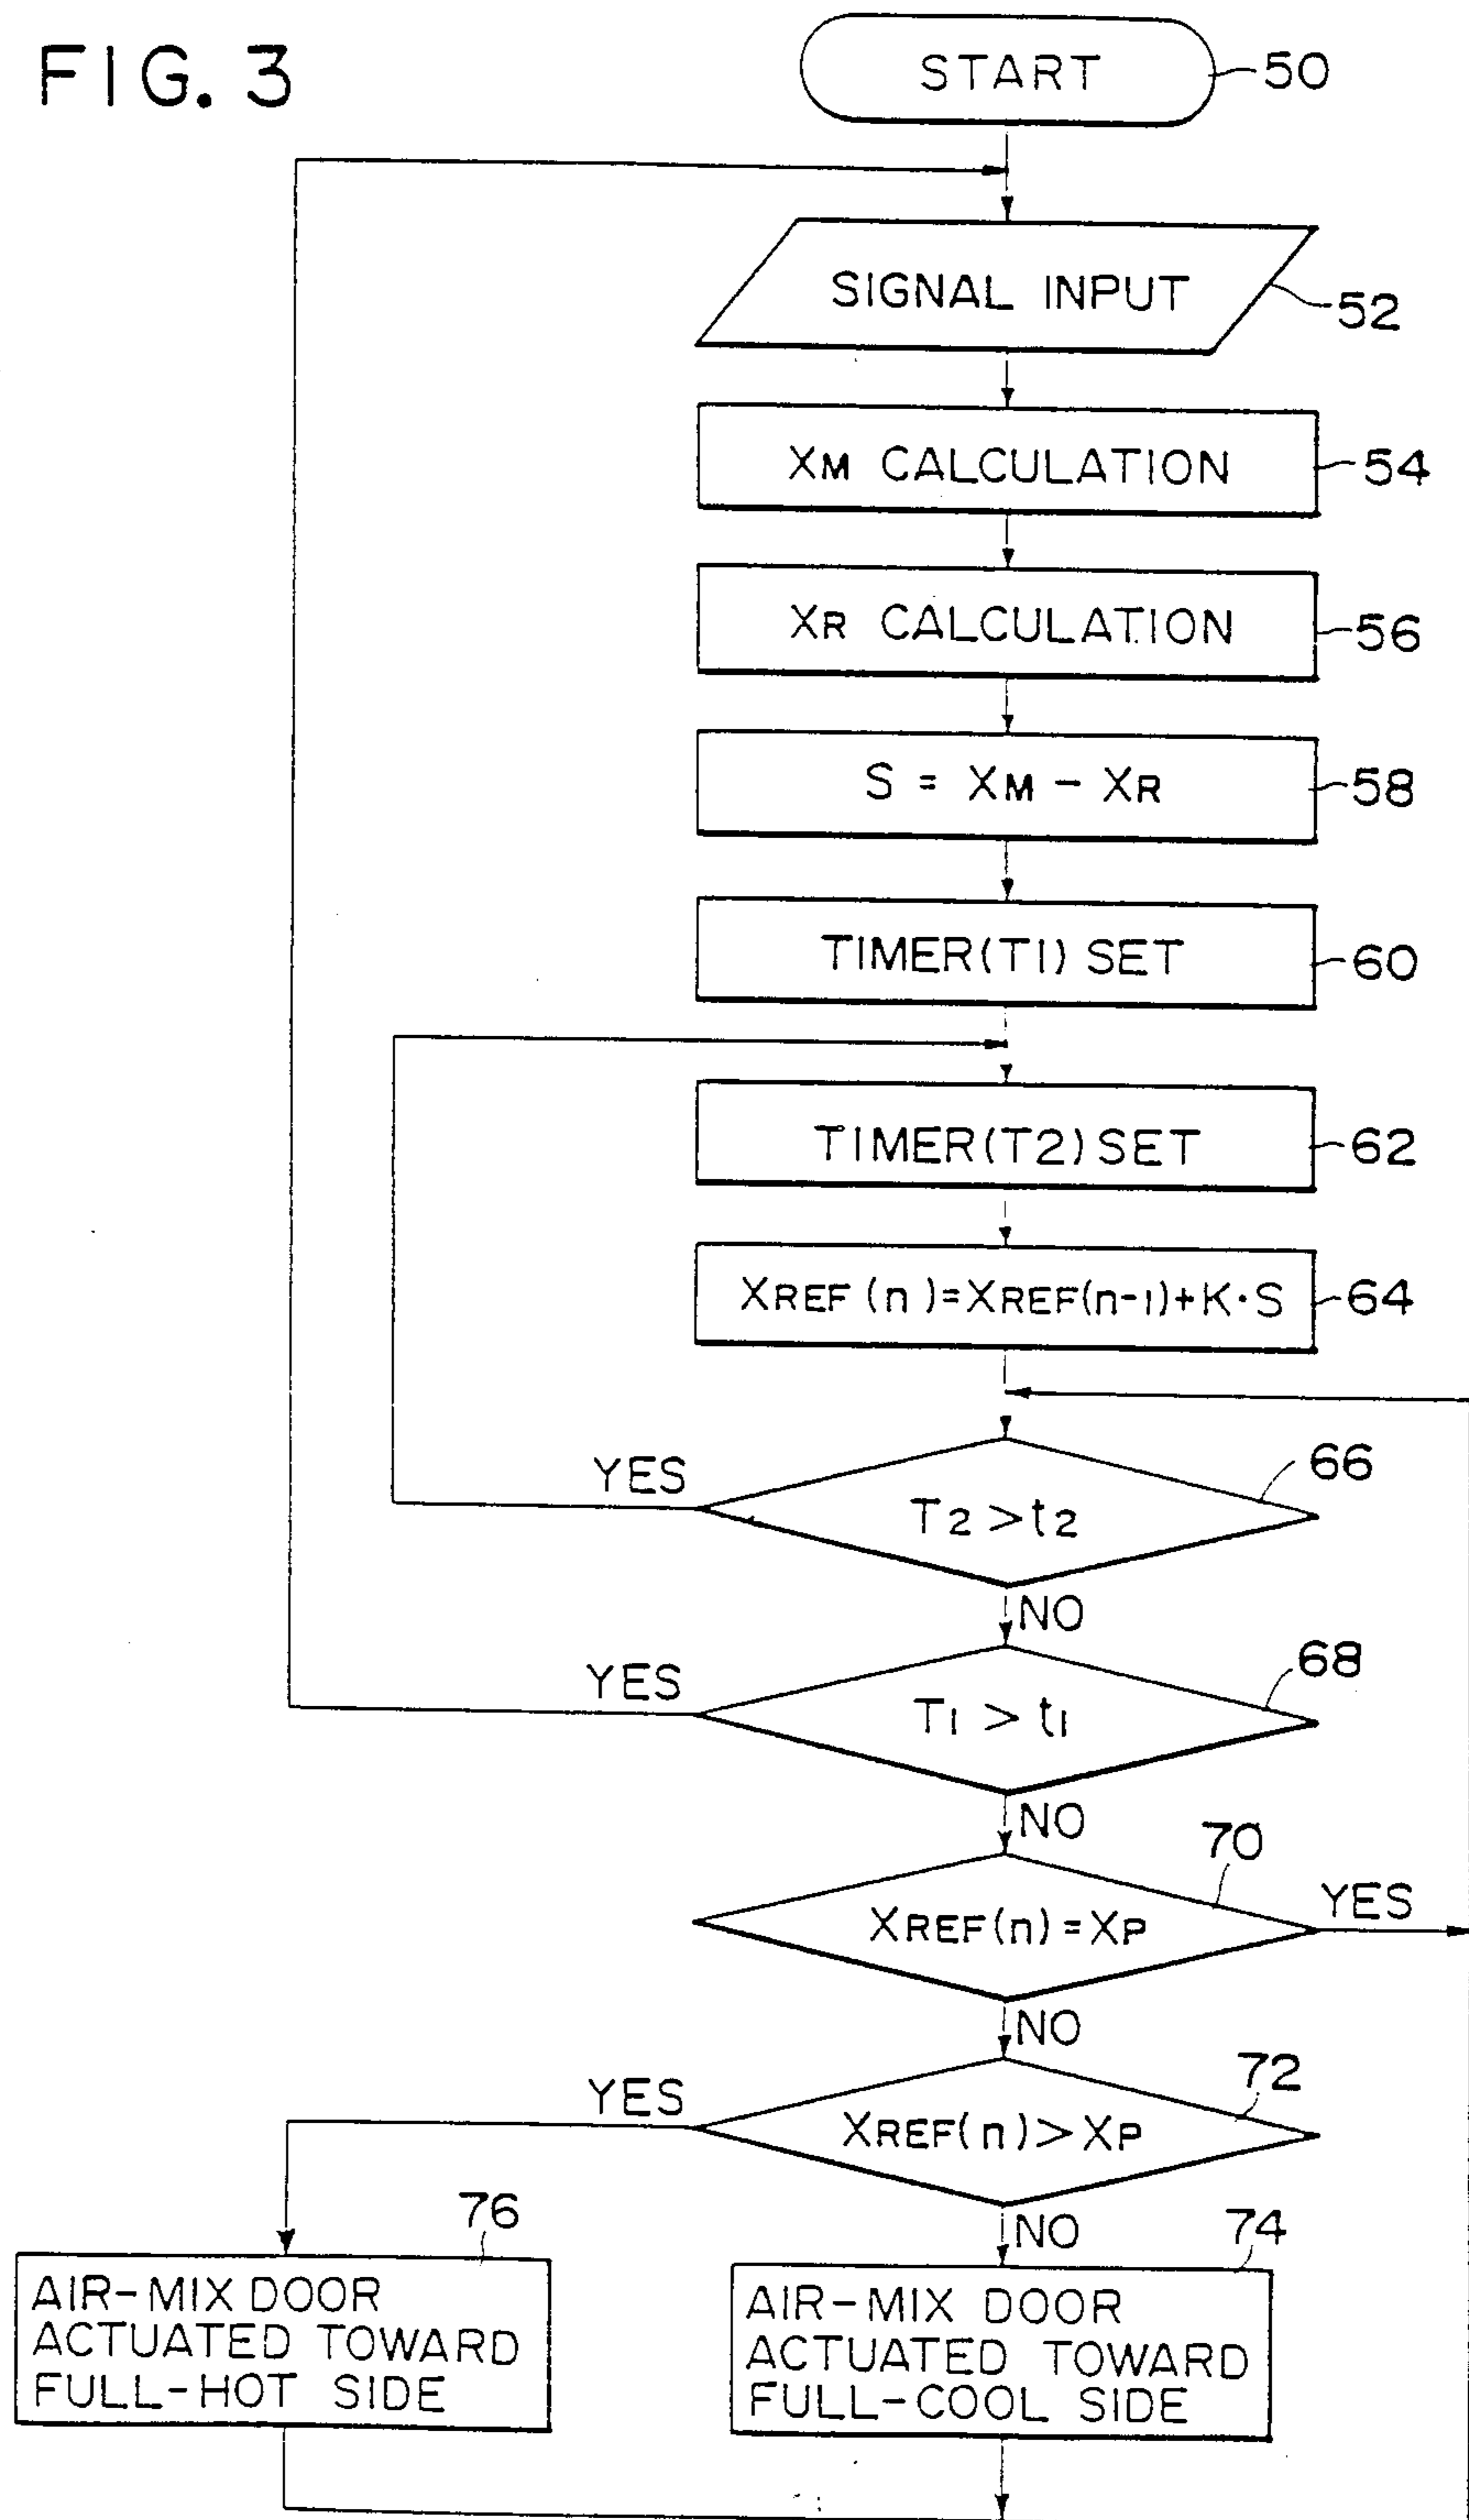 FIG. 3
START
50
SIGNAL INPUT
52
XM CALCULATION
54
XR CALCULATION
56
S = XM - XR
58
TIMER(T1) SET
60
TIMER(T2) SET
62
XREF(n)=XREF(n-1)+K·S
64
66
YES
T2 > t2
NO
68
YES
T1 > t1
NO
70
YES
XREF(n)=XP
NO
72
YES
XREF(n)>XP
76
NO
74
AIR-MIX DOOR
ACTUATED TOWARD
FULL-HOT SIDE
AIR-MIX DOOR
ACTUATED TOWARD
FULL-COOL SIDE